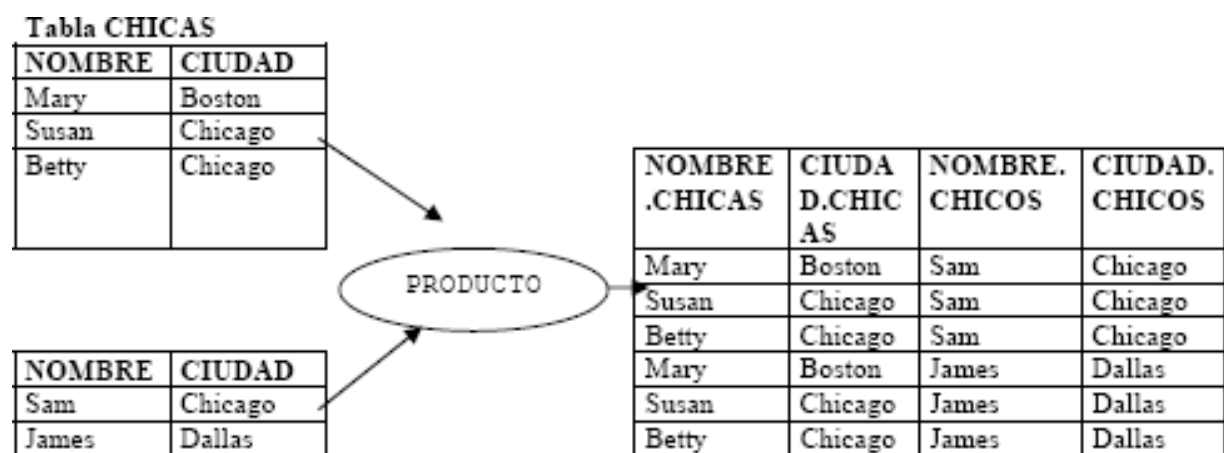 Tabla CHICAS
NOMBRE CIUDAD
Mary Boston
Susan Chicago
Betty Chicago
PRODUCTO
NOMBRE CIUDAD
Sam Chicago
James Dallas
NOMBRE CIUDA NOMBRE. CIUDAD.
.CHICAS D.CHIC CHICOS CHICOS
AS
Mary Boston Sam Chicago
Susan Chicago Sam Chicago
Betty Chicago Sam Chicago
Mary Boston James Dallas
Susan Chicago James Dallas
Betty Chicago James Dallas